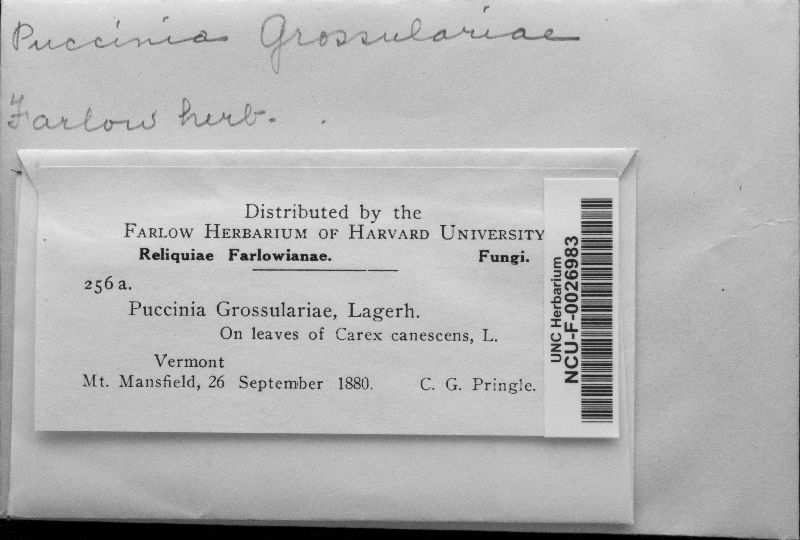 Puccinia Grossulariae
Farlow herb.
Distributed by the
FARLOW HERBARIUM OF HARVARD UNIVERSITY
Reliquiae Farlowianae. Fungi.
256 a.
Puccinia Grossulariae, Lagerh.
On leaves of Carex canescens, L.
Vermont
Mt. Mansfield, 26 September 1880. C. G. Pringle.
UNC Herbarium
NCU-F-0026983